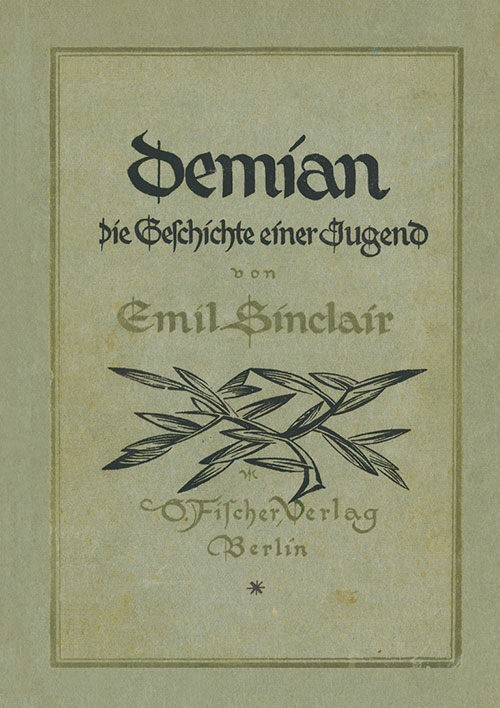 Demian
Die Geschichte einer Jugend
von
Emil Sinclair
S. Fischer, Verlag
Berlin
*